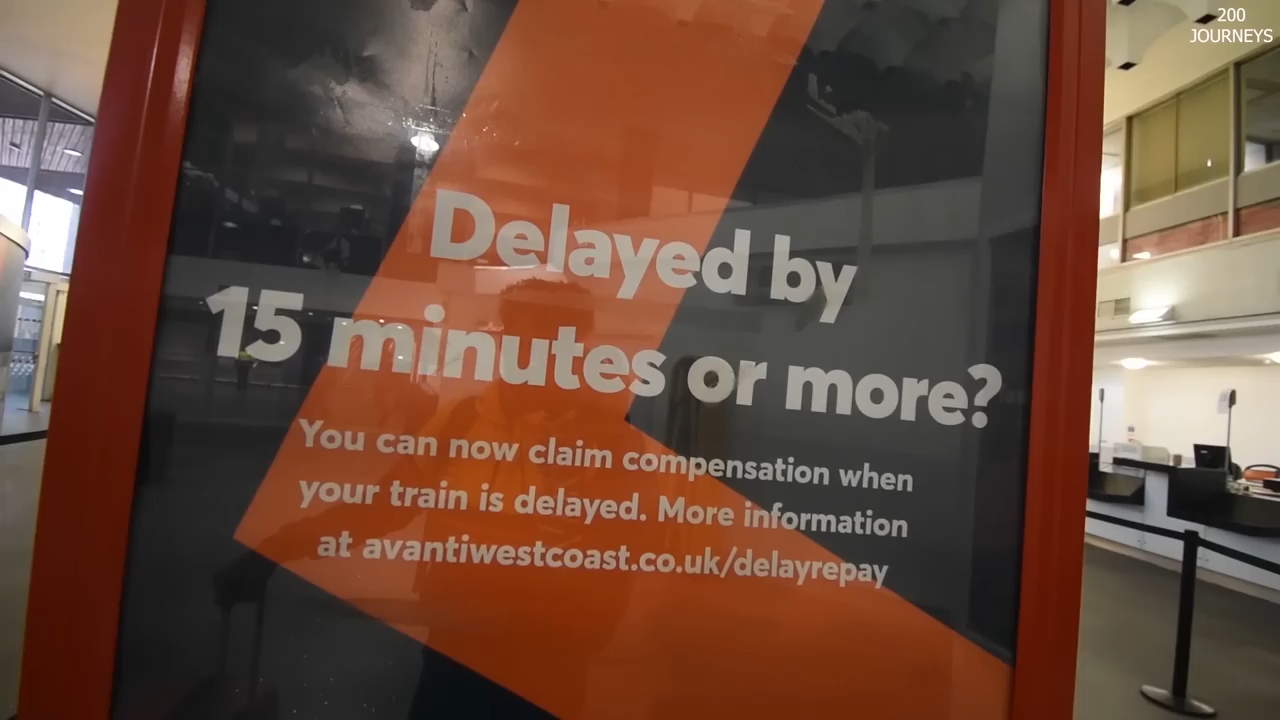 200
JOURNEYS
Delayed by
15 minutes or more?
You can now claim compensation when
your train is delayed. More information
at avantiwestcoast.co.uk/delayrepay